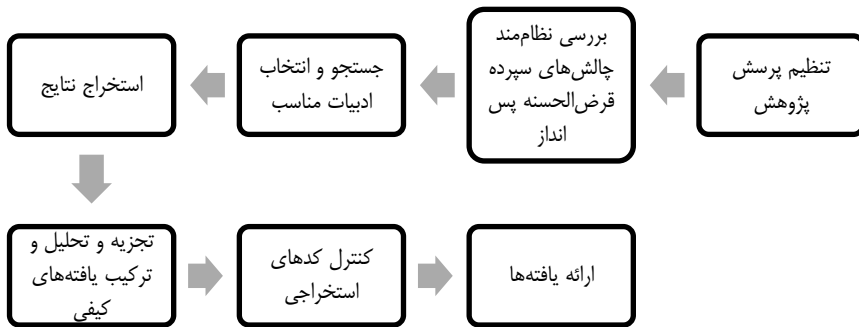 تنظیم پرسش
پژوهش
بررسی نظام‌مند
چالش‌های سپرده
قرض‌الحسنه پس
انداز
جستجو و انتخاب
ادبیات مناسب
استخراج نتایج
تجزیه و تحلیل و
ترکیب یافته‌های
کیفی
کنترل کدهای
استخراجی
ارائه یافته‌ها